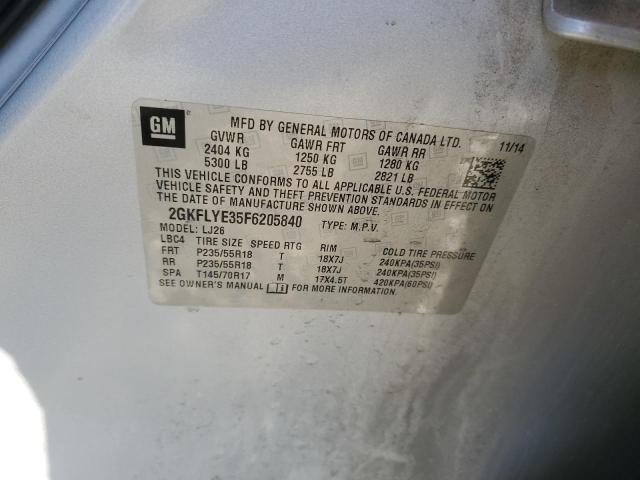 GM
MFD BY GENERAL MOTORS OF CANADA LTD. 11/14
GVWR GAWR FRT GAWR RR
2404 KG 1250 KG 1280 KG
5300 LB 2755 LB 2821 LB
THIS VEHICLE CONFORMS TO ALL APPLICABLE U.S. FEDERAL MOTOR
VEHICLE SAFETY AND THEFT PREVENTION STANDARDS IN EFFECT ON
THE DATE OF MANUFACTURE SHOWN ABOVE.
2GKFLYE35F6205840 TYPE: M.P.V.
MODEL: LJ26
LBC4 TIRE SIZE SPEED RTG RIM COLD TIRE PRESSURE
FRT P235/55R18 T 18X7J 240KPA(35PSI)
RR P235/55R18 T 18X7J 240KPA(35PSI)
SPA T145/70R17 M 17X4.5T 420KPA(60PSI)
SEE OWNER'S MANUAL FOR MORE INFORMATION.